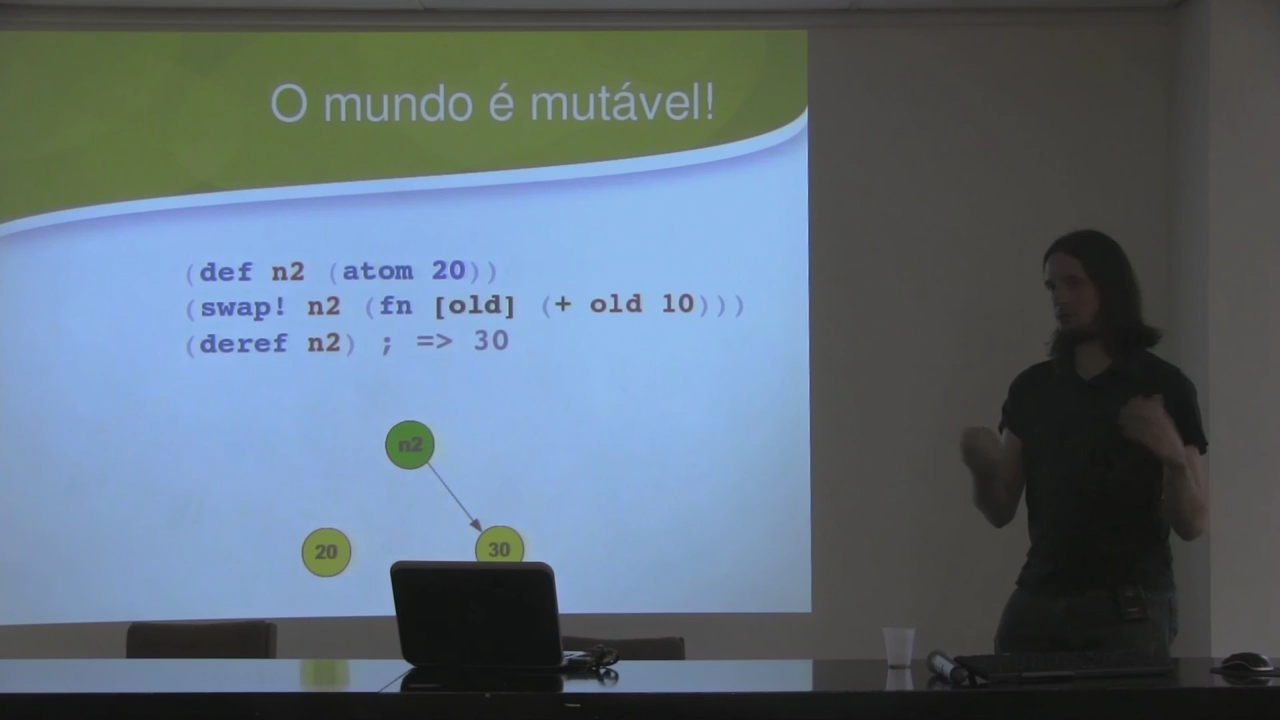 O mundo é mutável!
(def n2 (atom 20))
(swap! n2 (fn [old] (+ old 10)))
(deref n2) ; => 30
n2
20
30